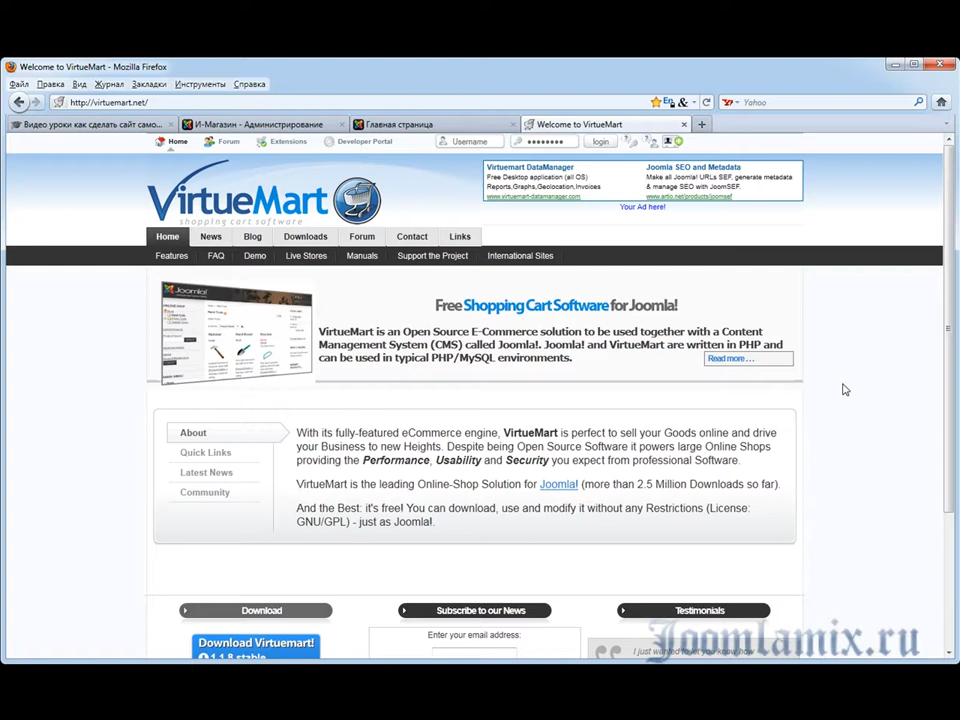 Welcome to VirtueMart - Mozilla Firefox
Файл Правка Вид Журнал Закладки Инструменты Справка
http://virtuemart.net/
Yahoo
Видео уроки как сделать сайт само...
И-Магазин - Администрирование
Главная страница
Welcome to VirtueMart
Home Forum Extensions Developer Portal Username login
VirtueMart
shopping cart software
Virtuemart DataManager
Free Desktop application (all OS)
Reports,Graphs,Geolocation,Invoices
www.virtuemart-datamanager.com
Joomla SEO and Metadata
Make all Joomla! URLs SEF, generate metadata
& manage SEO with JoomSEF.
www.artio.net/products/joomsef
Your Ad here!
Home News Blog Downloads Forum Contact Links
Features FAQ Demo Live Stores Manuals Support the Project International Sites
Joomla!
Free Shopping Cart Software for Joomla!
VirtueMart is an Open Source E-Commerce solution to be used together with a Content
Management System (CMS) called Joomla!. Joomla! and VirtueMart are written in PHP and
can be used in typical PHP/MySQL environments.
Read more ...
About
Quick Links
Latest News
Community
With its fully-featured eCommerce engine, VirtueMart is perfect to sell your Goods online and drive
your Business to new Heights. Despite being Open Source Software it powers large Online Shops
providing the Performance, Usability and Security you expect from professional Software.
VirtueMart is the leading Online-Shop Solution for Joomla! (more than 2.5 Million Downloads so far).
And the Best: it's free! You can download, use and modify it without any Restrictions (License:
GNU/GPL) - just as Joomla!.
Download
Subscribe to our News
Testimonials
Download Virtuemart!
1.1.8 stable
Enter your email address:
I just wanted to let you know how
Joomlamix.ru